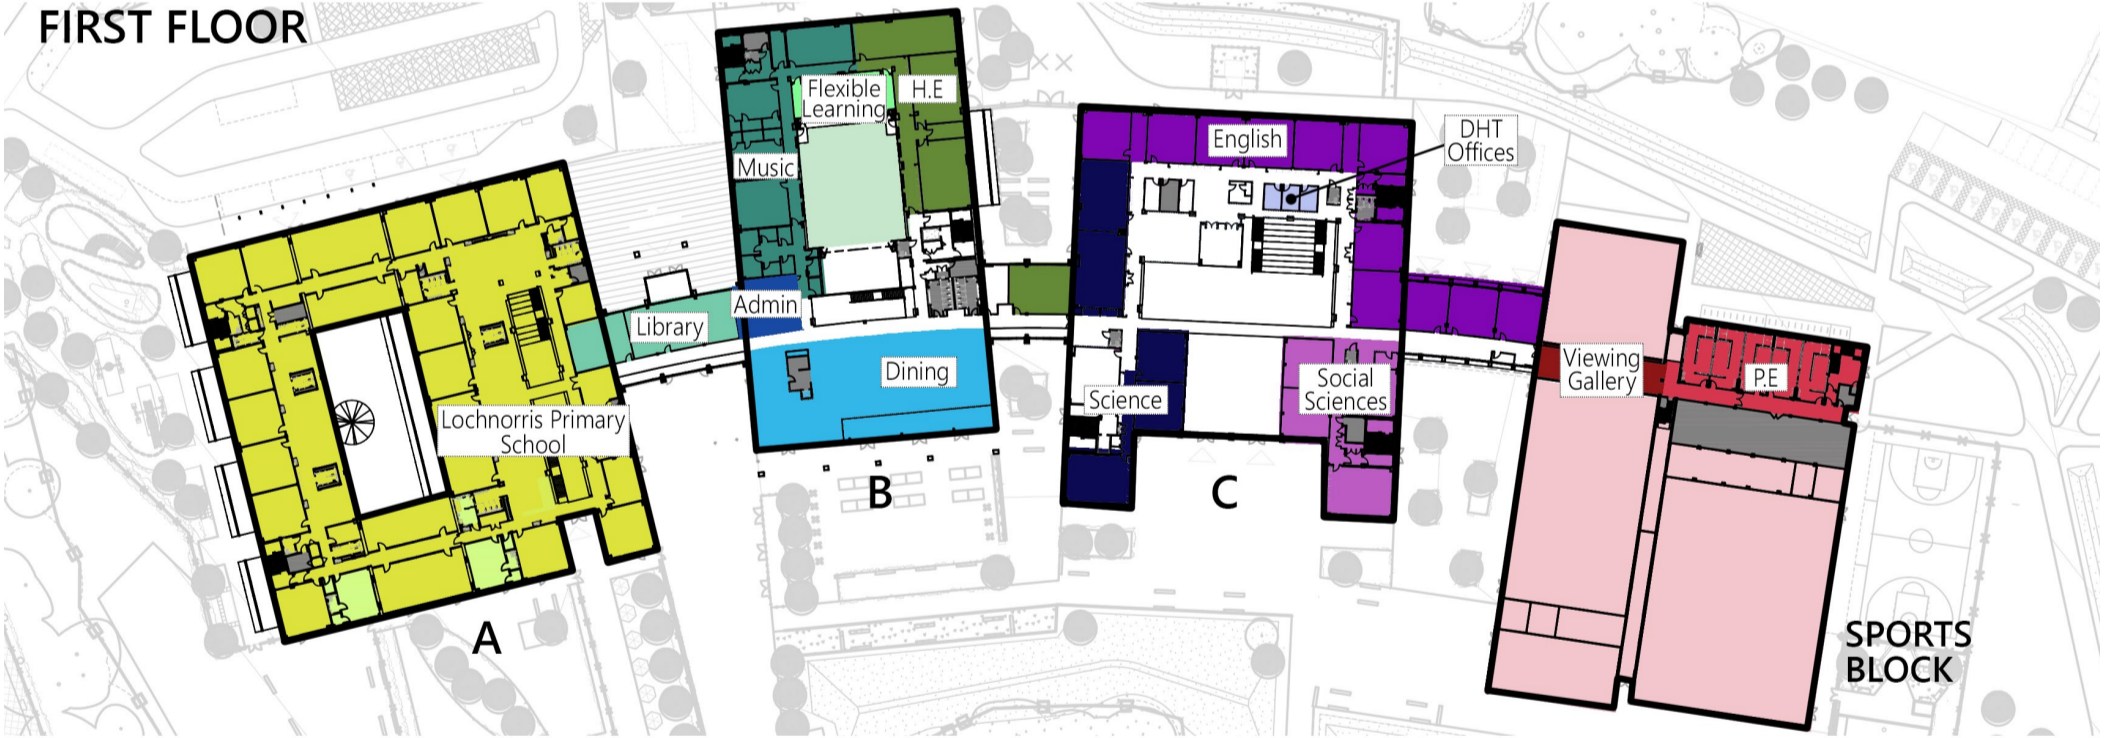 FIRST FLOOR
Flexible
Learning
H.E
Music
English
DHT
Offices
Admin
Library
Dining
Viewing
Gallery
P.E
Social
Sciences
Science
Lochnorris Primary
School
B
C
A
SPORTS
BLOCK